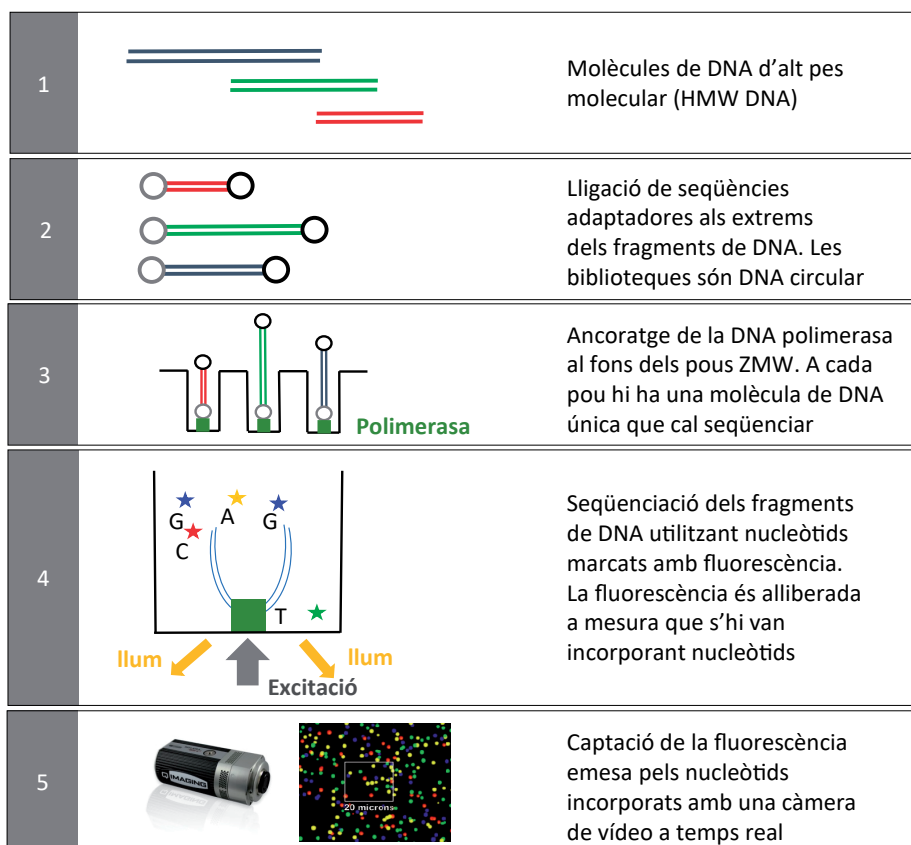 1
Molècules de DNA d'alt pes
molecular (HMW DNA)
2
Lligació de seqüències
adaptadores als extrems
dels fragments de DNA. Les
biblioteques són DNA circular
3
Polimerasa
Ancoratge de la DNA polimerasa
al fons dels pous ZMW. A cada
pou hi ha una molècula de DNA
única que cal seqüenciar
4
G
C
A
G
T
llum
llum
Excitació
Seqüenciació dels fragments
de DNA utilitzant nucleòtids
marcats amb fluorescència.
La fluorescència és alliberada
a mesura que s'hi van
incorporant nucleòtids
5
Q IMAGING
20 microns
Captació de la fluorescència
emesa pels nucleòtids
incorporats amb una càmera
de vídeo a temps real